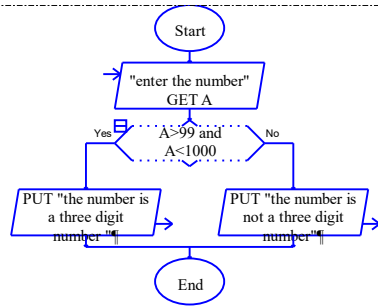 Start
"enter the number"
GET A
Yes
A>99 and
A<1000
No
PUT "the number is
a three digit
number "¶
PUT "the number is
not a three digit
number"¶
End